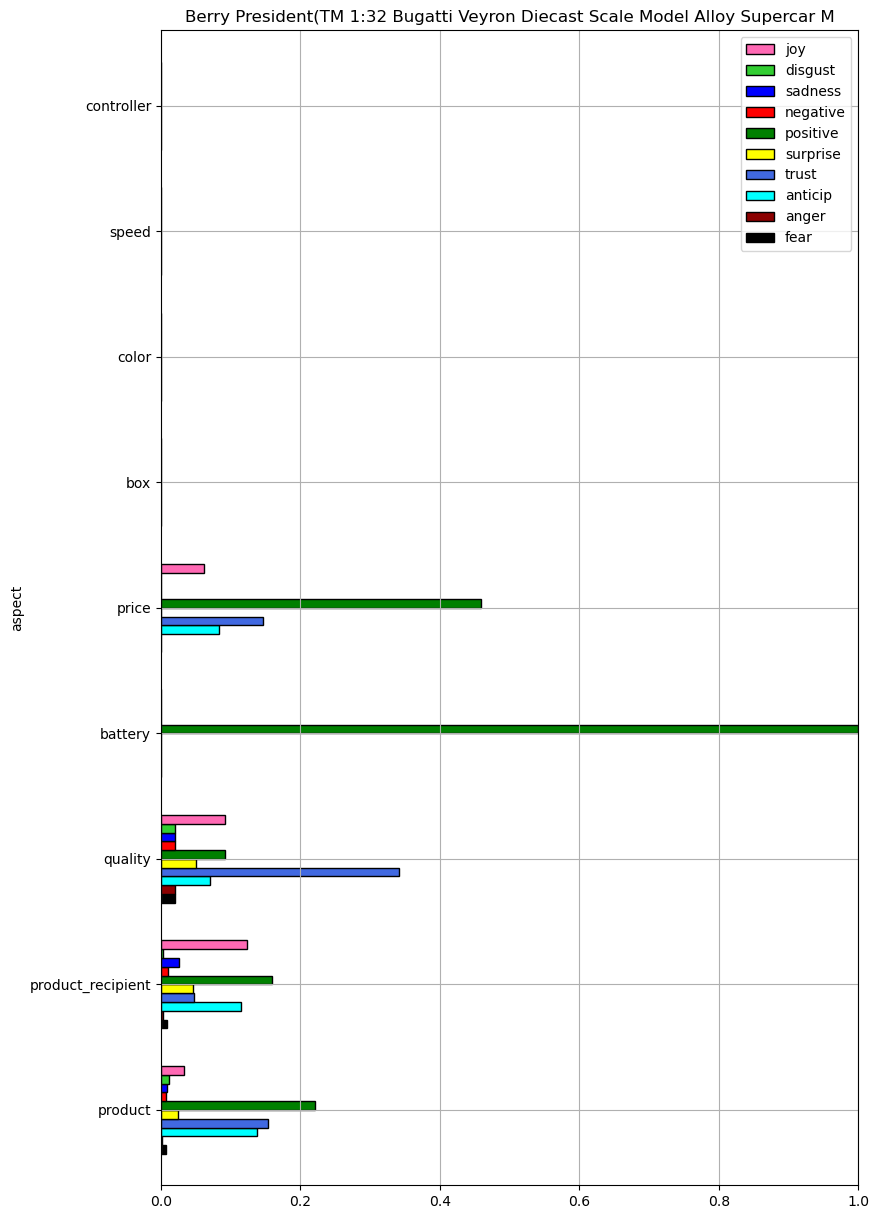 Berry President(TM 1:32 Bugatti Veyron Diecast Scale Model Alloy Supercar M
joy
disgust
sadness
negative
positive
surprise
trust
anticip
anger
fear
controller
speed
color
box
price
battery
quality
product_recipient
product
aspect
0.0 0.2 0.4 0.6 0.8 1.0